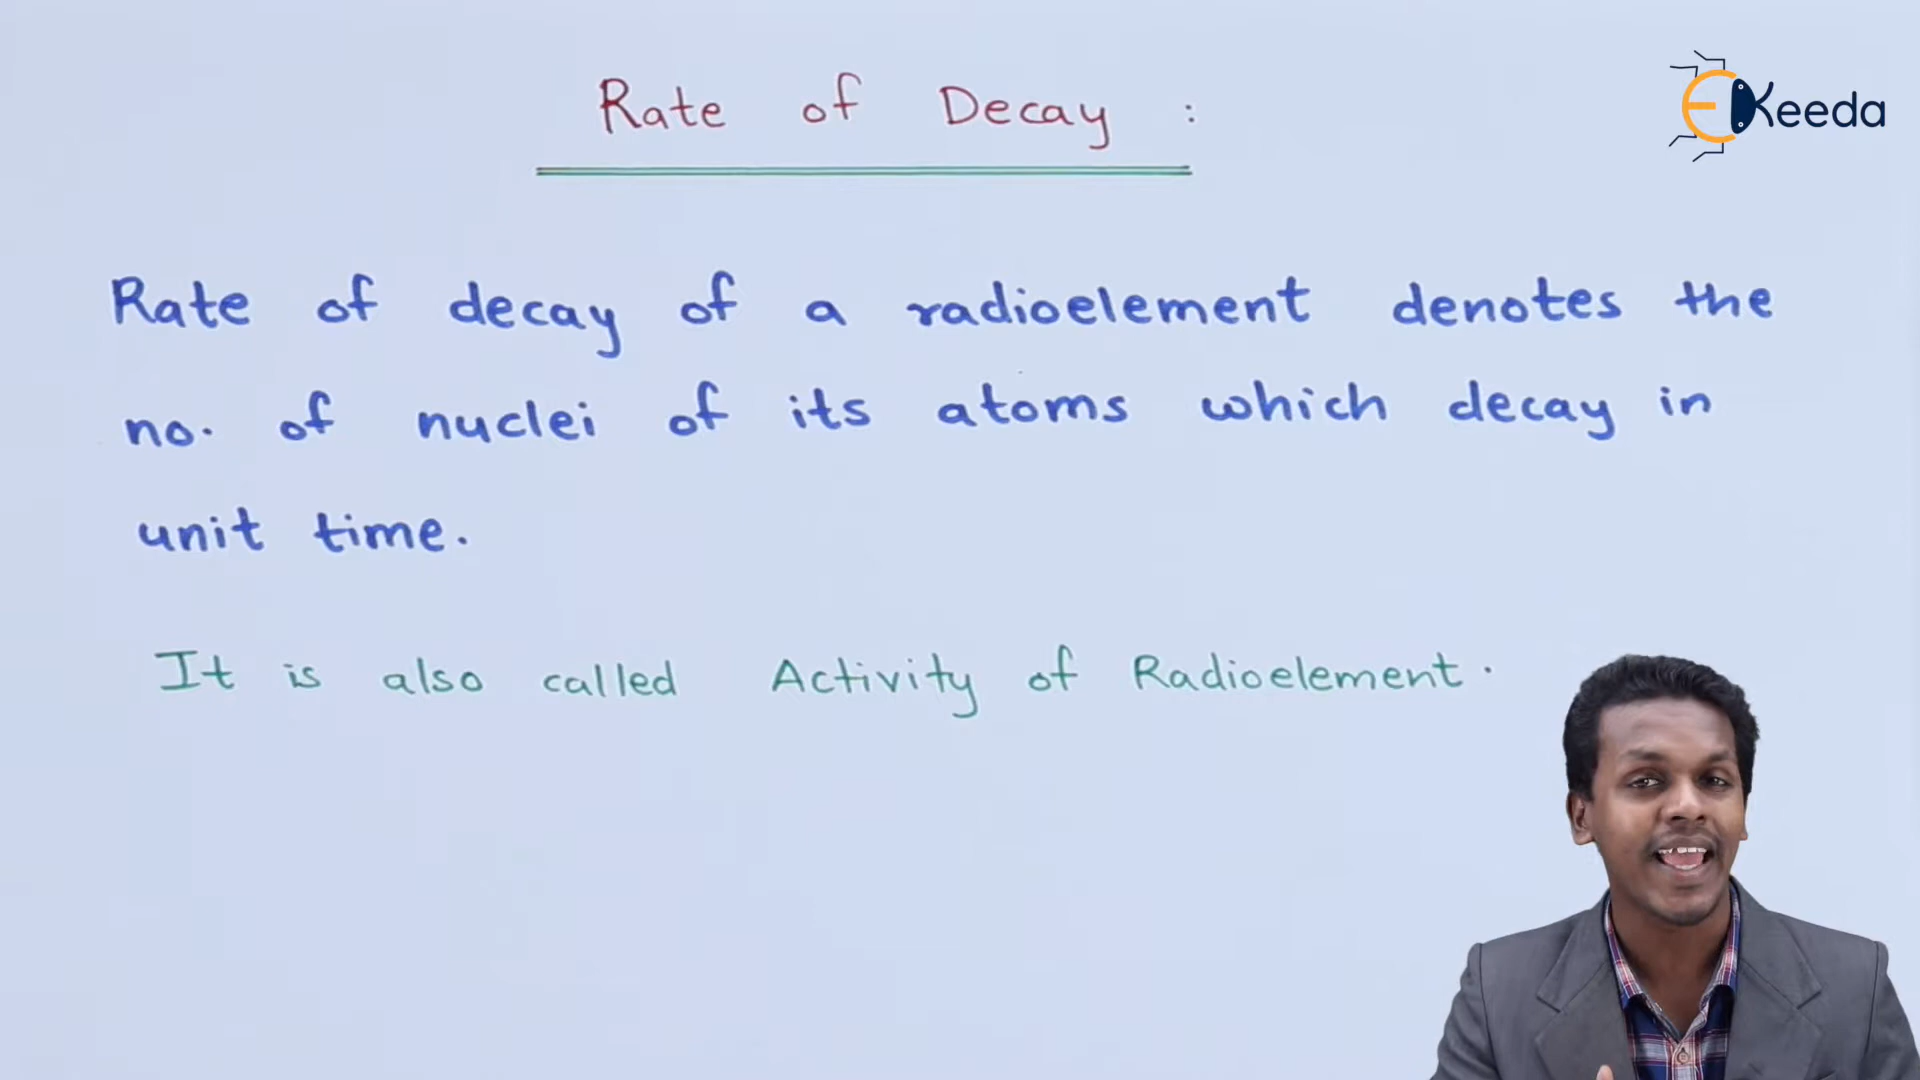 Rate of Decay :
EKeeda
Rate of decay of a radioelement denotes the
no. of nuclei of its atoms which decay in
unit time.
It is also called Activity of Radioelement.